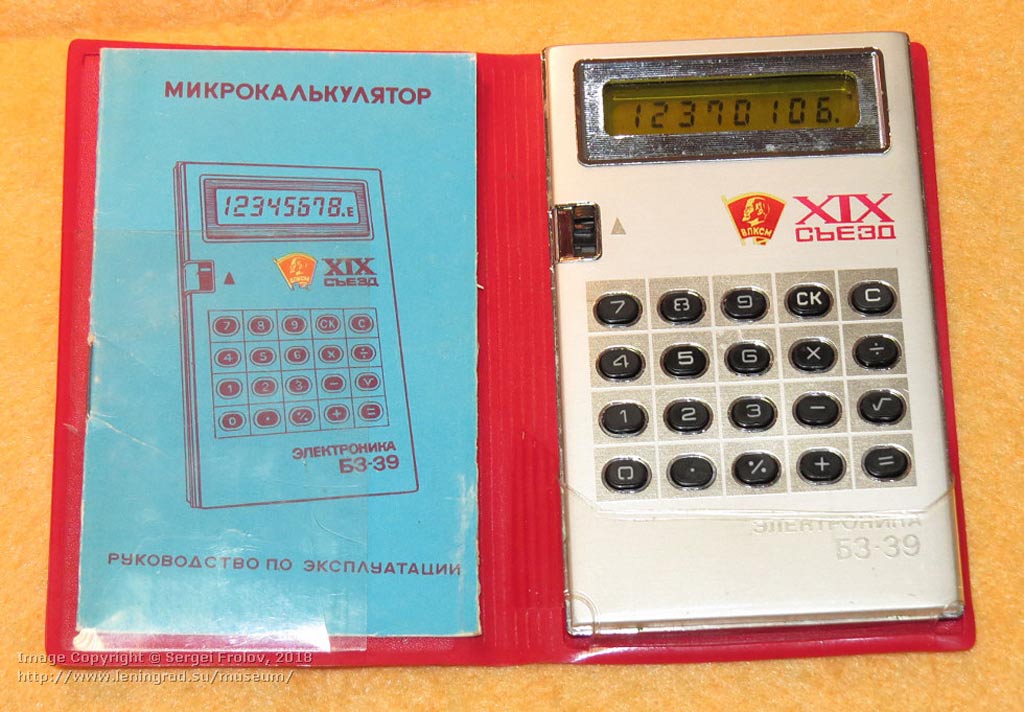 МИКРОКАЛЬКУЛЯТОР
12345678.E
ВЛКСМ
XIX
СЪЕЗД
7 8 9 СК C
4 5 6 × ÷
1 2 3 − √
0 · % + =
ЭЛЕКТРОНИКА
Б3-39
РУКОВОДСТВО ПО ЭКСПЛУАТАЦИИ
12370106.
ВЛКСМ
XIX
СЪЕЗД
7 8 9 СК C
4 5 6 × ÷
1 2 3 − √
0 · % + =
ЭЛЕКТРОНИКА
Б3-39
Image Copyright © Sergei Frolov, 2018
http://www.leningrad.su/museum/